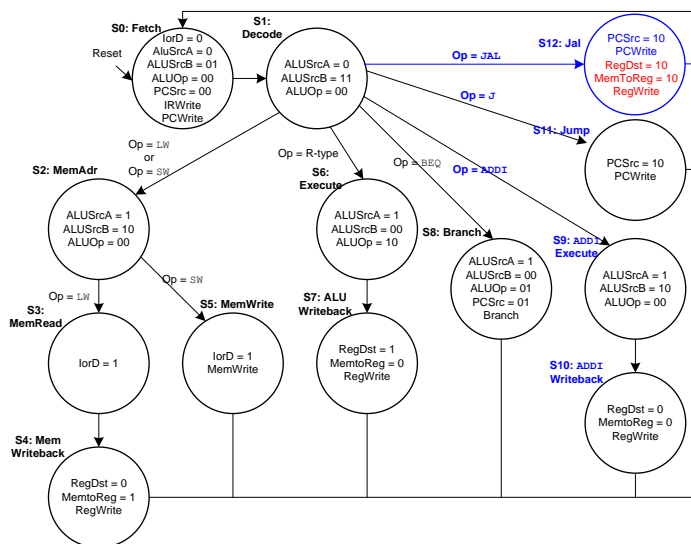 S0: Fetch
IorD = 0
AluSrcA = 0
ALUSrcB = 01
ALUOp = 00
PCSrc = 00
IRWrite
PCWrite
Reset
S1:
Decode
ALUSrcA = 0
ALUSrcB = 11
ALUOp = 00
Op = JAL
S12: Jal
PCSrc = 10
PCWrite
RegDst = 10
MemToReg = 10
RegWrite
Op = J
S11: Jump
PCSrc = 10
PCWrite
Op = LW
or
Op = SW
S2: MemAdr
ALUSrcA = 1
ALUSrcB = 10
ALUOp = 00
Op = R-type
S6:
Execute
ALUSrcA = 1
ALUSrcB = 00
ALUOp = 10
Op = BEQ
S8: Branch
ALUSrcA = 1
ALUSrcB = 00
ALUOp = 01
PCSrc = 01
Branch
Op = ADDI
S9: ADDI
Execute
ALUSrcA = 1
ALUSrcB = 10
ALUOp = 00
Op = LW
S3:
MemRead
IorD = 1
Op = SW
S5: MemWrite
IorD = 1
MemWrite
S7: ALU
Writeback
RegDst = 1
MemtoReg = 0
RegWrite
S10: ADDI
Writeback
RegDst = 0
MemtoReg = 0
RegWrite
S4: Mem
Writeback
RegDst = 0
MemtoReg = 1
RegWrite